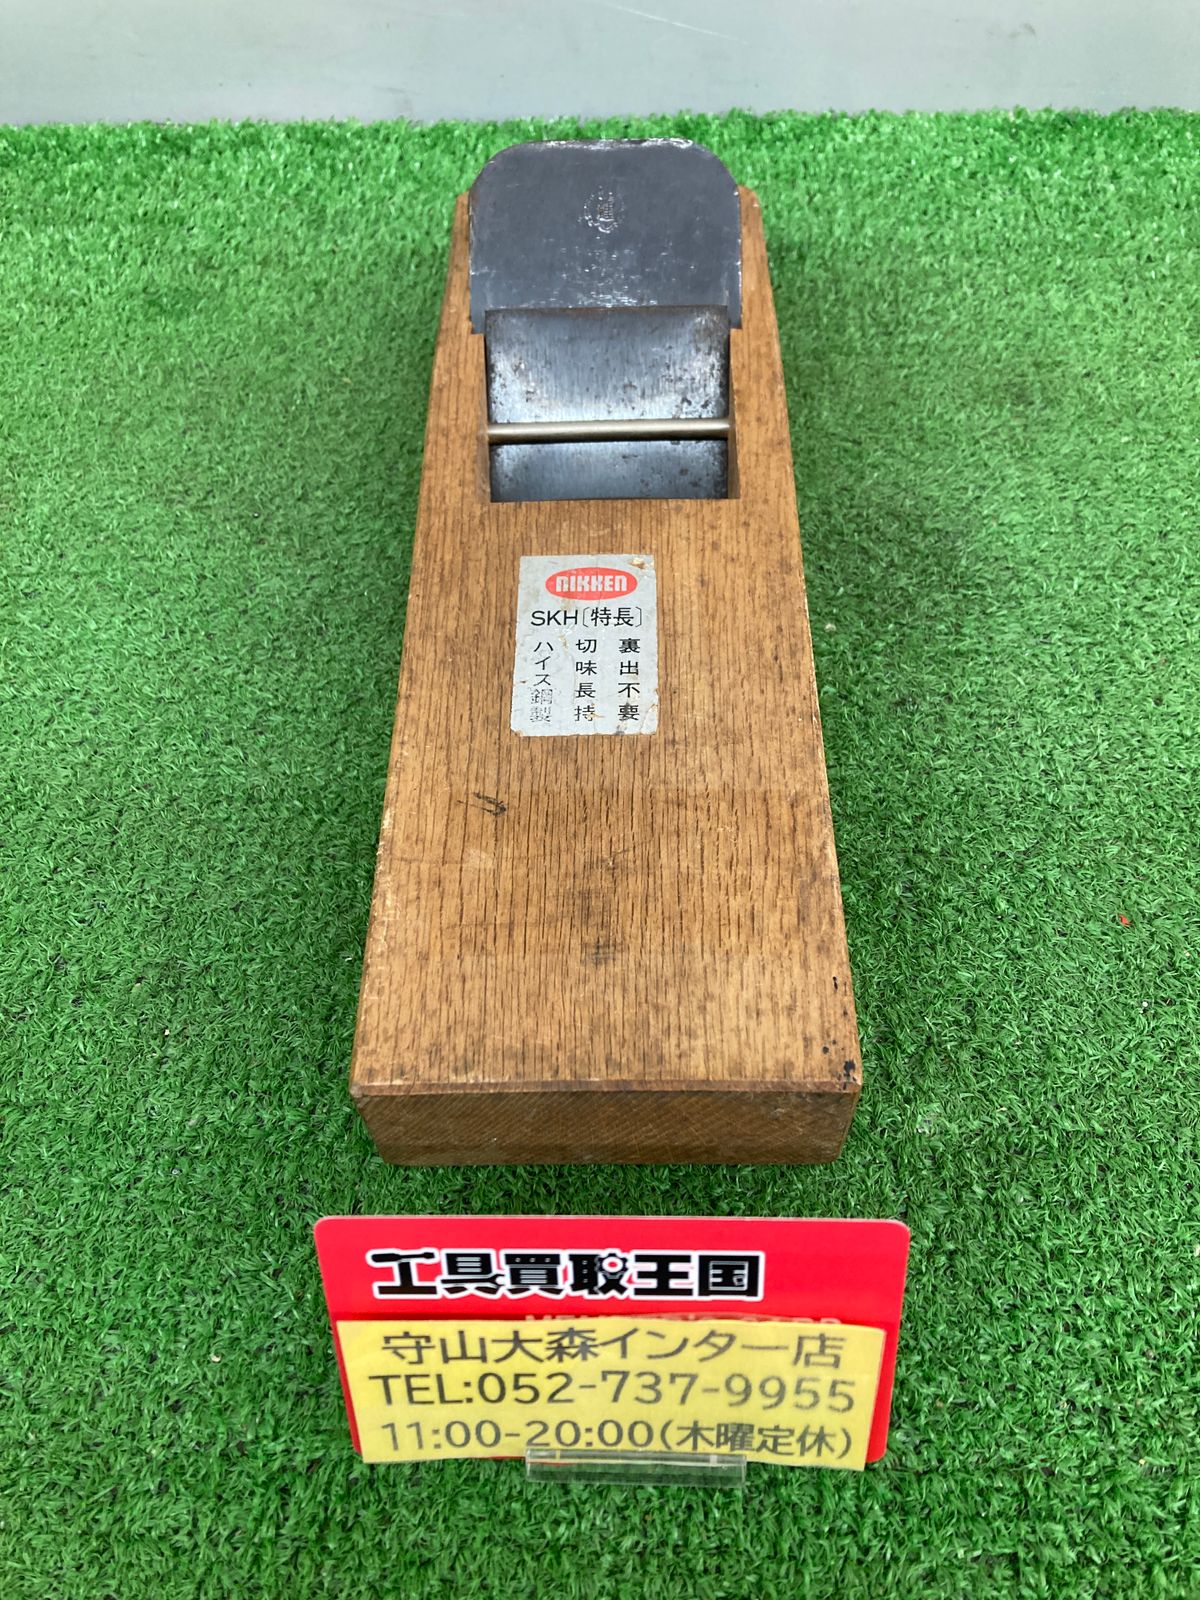 NIKKEN
SKH〔特長〕
裏出不要
切味長持
ハイス鋼製
工具買取王国
守山大森インター店
TEL:052-737-9955
11:00-20:00(木曜定休)